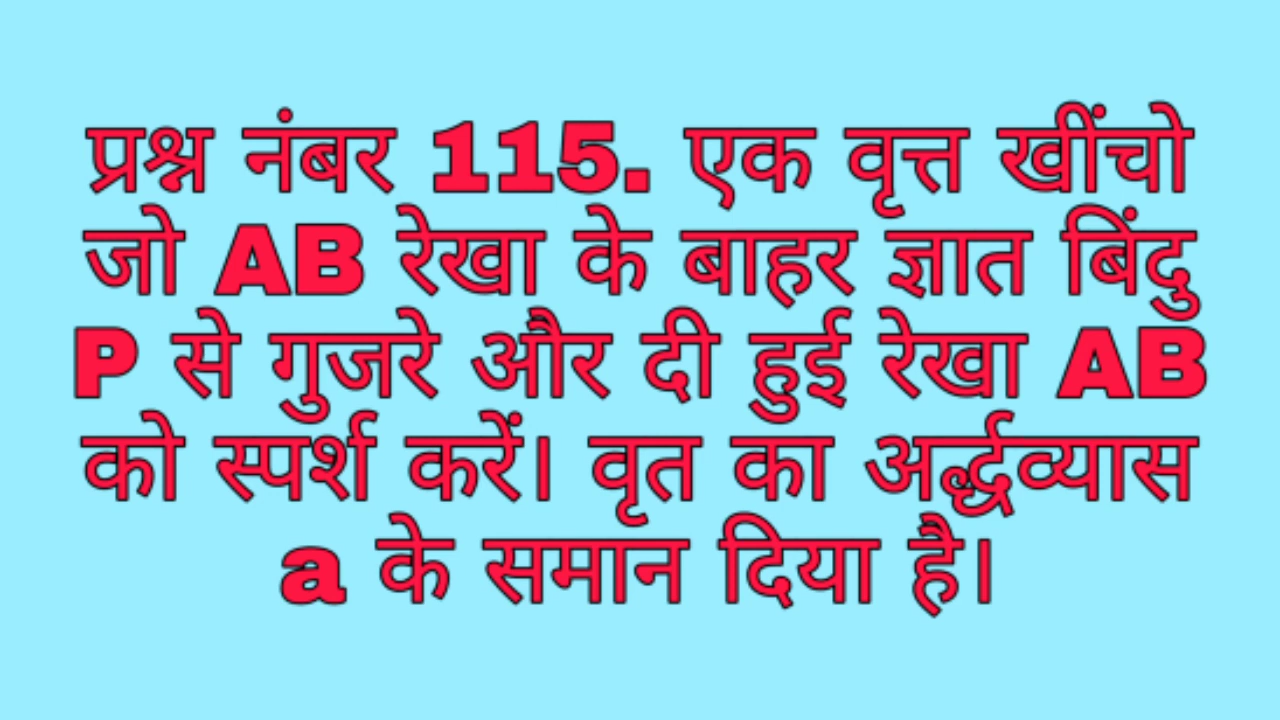 प्रश्न नंबर 115. एक वृत्त खींचो
जो AB रेखा के बाहर ज्ञात बिंदु
P से गुजरे और दी हुई रेखा AB
को स्पर्श करें। वृत का अर्द्धव्यास
a के समान दिया है।